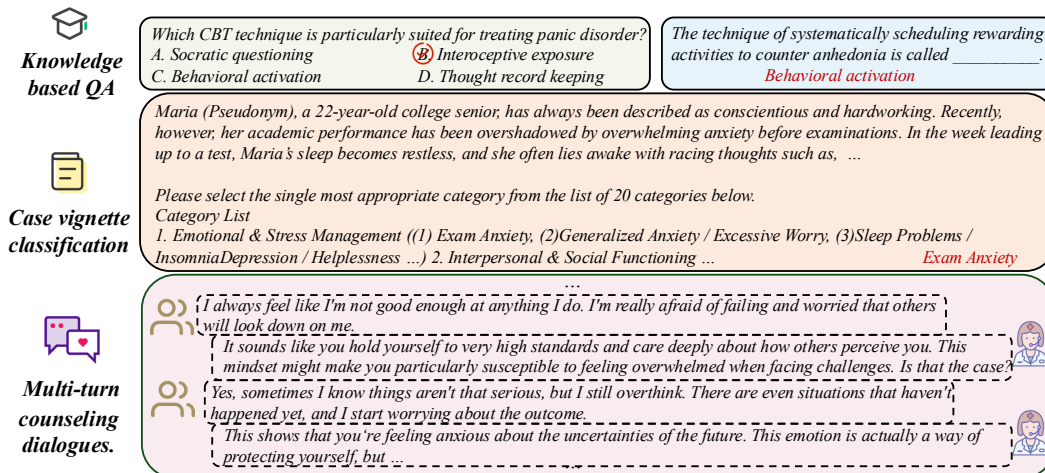 Knowledge
based QA
Which CBT technique is particularly suited for treating panic disorder?
A. Socratic questioning B. Interoceptive exposure
C. Behavioral activation D. Thought record keeping
The technique of systematically scheduling rewarding
activities to counter anhedonia is called __________.
Behavioral activation
Case vignette
classification
Maria (Pseudonym), a 22-year-old college senior, has always been described as conscientious and hardworking. Recently,
however, her academic performance has been overshadowed by overwhelming anxiety before examinations. In the week leading
up to a test, Maria's sleep becomes restless, and she often lies awake with racing thoughts such as, ...
Please select the single most appropriate category from the list of 20 categories below.
Category List
1. Emotional & Stress Management ((1) Exam Anxiety, (2)Generalized Anxiety / Excessive Worry, (3)Sleep Problems /
InsomniaDepression / Helplessness ...) 2. Interpersonal & Social Functioning ...
Exam Anxiety
Multi-turn
counseling
dialogues.
...
I always feel like I'm not good enough at anything I do. I'm really afraid of failing and worried that others
will look down on me.
It sounds like you hold yourself to very high standards and care deeply about how others perceive you. This
mindset might make you particularly susceptible to feeling overwhelmed when facing challenges. Is that the case?
Yes, sometimes I know things aren't that serious, but I still overthink. There are even situations that haven't
happened yet, and I start worrying about the outcome.
This shows that you‘re feeling anxious about the uncertainties of the future. This emotion is actually a way of
protecting yourself, but ...
...